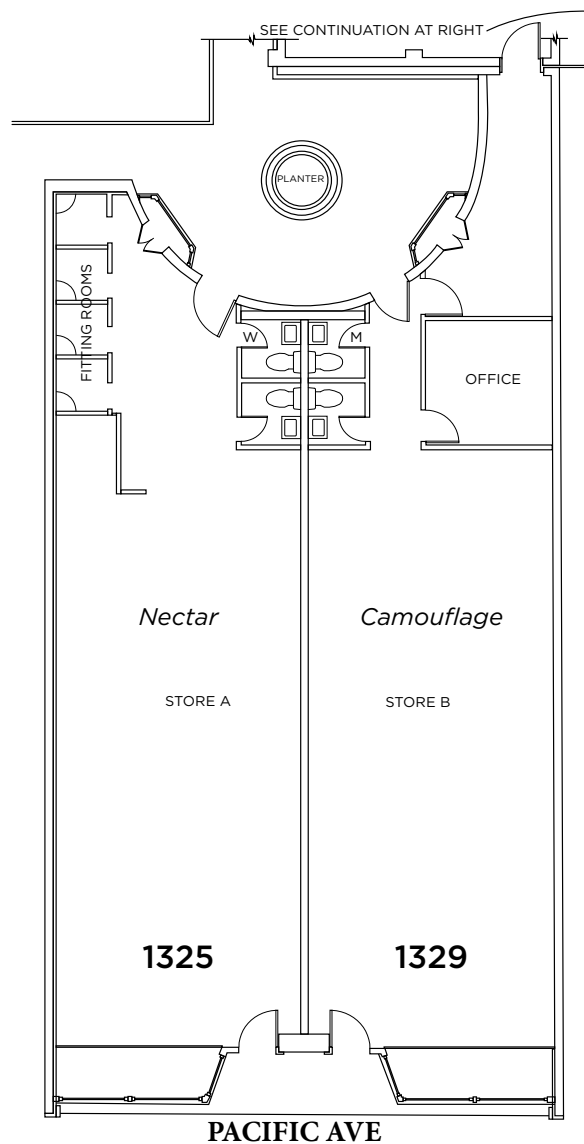 SEE CONTINUATION AT RIGHT
PLANTER
FITTING ROOMS
W
M
OFFICE
Nectar
Camouflage
STORE A
STORE B
1325
1329
PACIFIC AVE